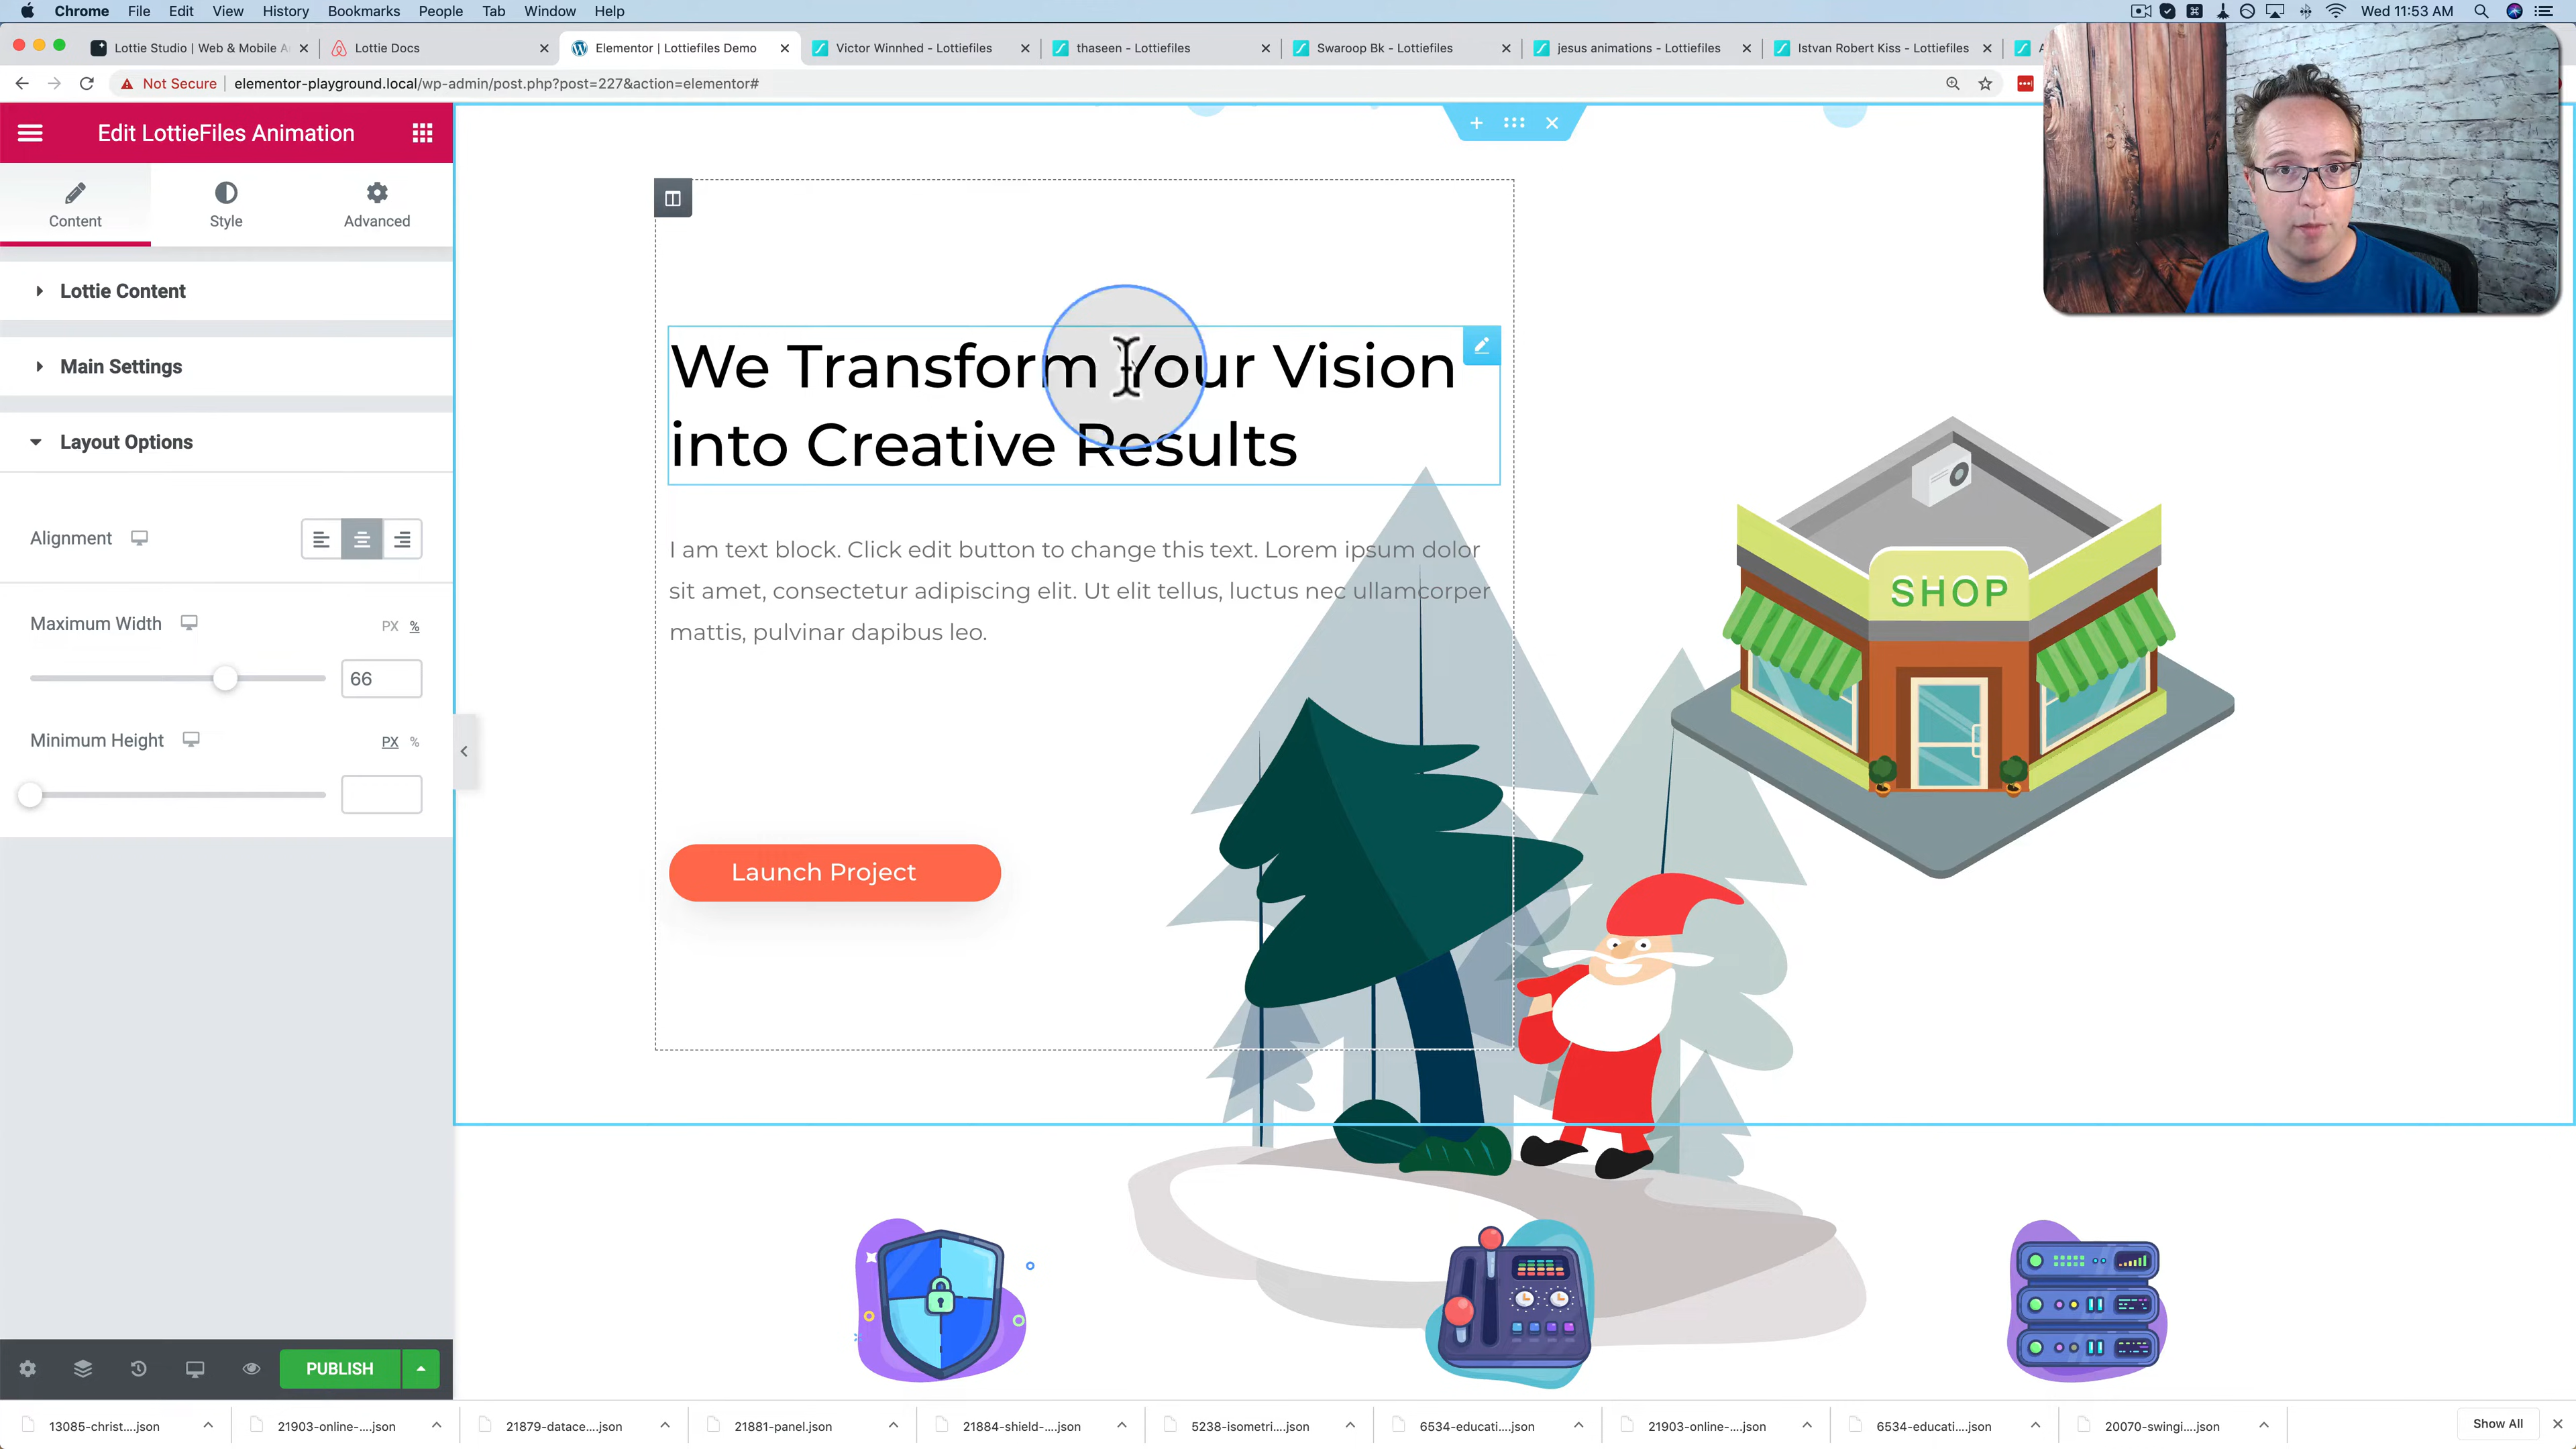 Chrome File Edit View History Bookmarks People Tab Window Help
Wed 11:53 AM
Lottie Studio | Web & Mobile A
Lottie Docs
Elementor | Lottiefiles Demo
Victor Winnhed - Lottiefiles
thaseen - Lottiefiles
Swaroop Bk - Lottiefiles
jesus animations - Lottiefiles
Istvan Robert Kiss - Lottiefiles
Not Secure elementor-playground.local/wp-admin/post.php?post=227&action=elementor#
Edit LottieFiles Animation
Content Style Advanced
Lottie Content
Main Settings
Layout Options
Alignment
Maximum Width PX %
66
Minimum Height PX %
PUBLISH
We Transform Your Vision
into Creative Results
I am text block. Click edit button to change this text. Lorem ipsum dolor
sit amet, consectetur adipiscing elit. Ut elit tellus, luctus nec ullamcorper
mattis, pulvinar dapibus leo.
Launch Project
SHOP
13085-christ....json
21903-online-....json
21879-datace....json
21881-panel.json
21884-shield-....json
5238-isometri....json
6534-educati....json
21903-online-....json
6534-educati....json
20070-swingi....json
Show All